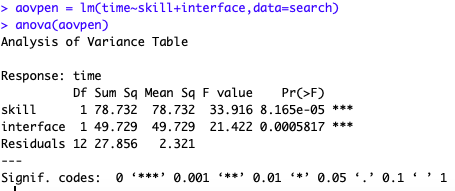 > aovpen = lm(time~skill+interface,data=search)
> anova(aovpen)
Analysis of Variance Table

Response: time
          Df Sum Sq Mean Sq F value    Pr(>F)
skill      1 78.732  78.732  33.916 8.165e-05 ***
interface  1 49.729  49.729  21.422 0.0005817 ***
Residuals 12 27.856   2.321
---
Signif. codes:  0 ‘***’ 0.001 ‘**’ 0.01 ‘*’ 0.05 ‘.’ 0.1 ‘ ’ 1